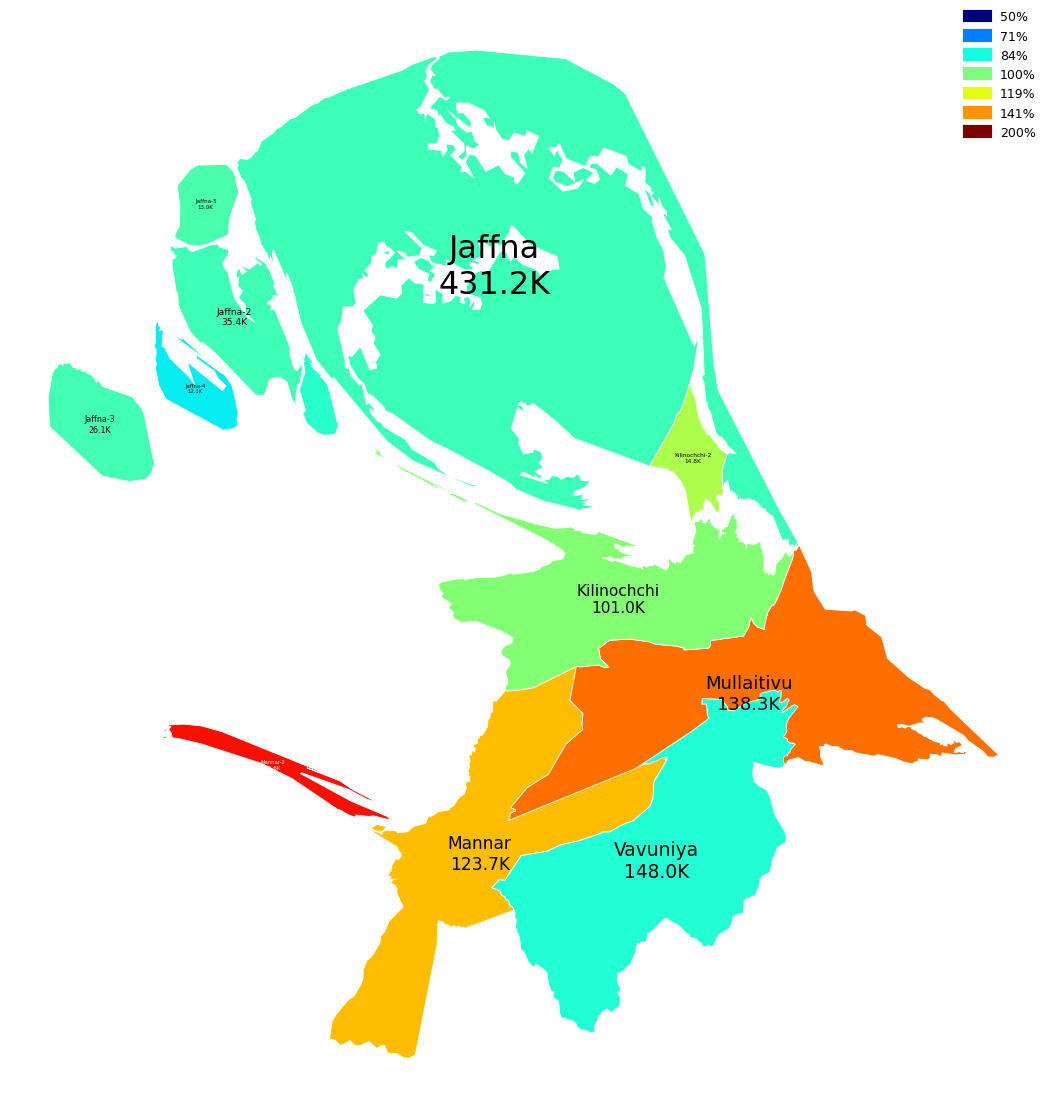 50%
71%
84%
100%
119%
141%
200%
Jaffna-5
13.0K
Jaffna
431.2K
Jaffna-2
35.4K
Jaffna-4
12.1K
Jaffna-3
26.1K
Kilinochchi-2
14.8K
Kilinochchi
101.0K
Mullaitivu
138.3K
Mannar-2
Mannar
123.7K
Vavuniya
148.0K